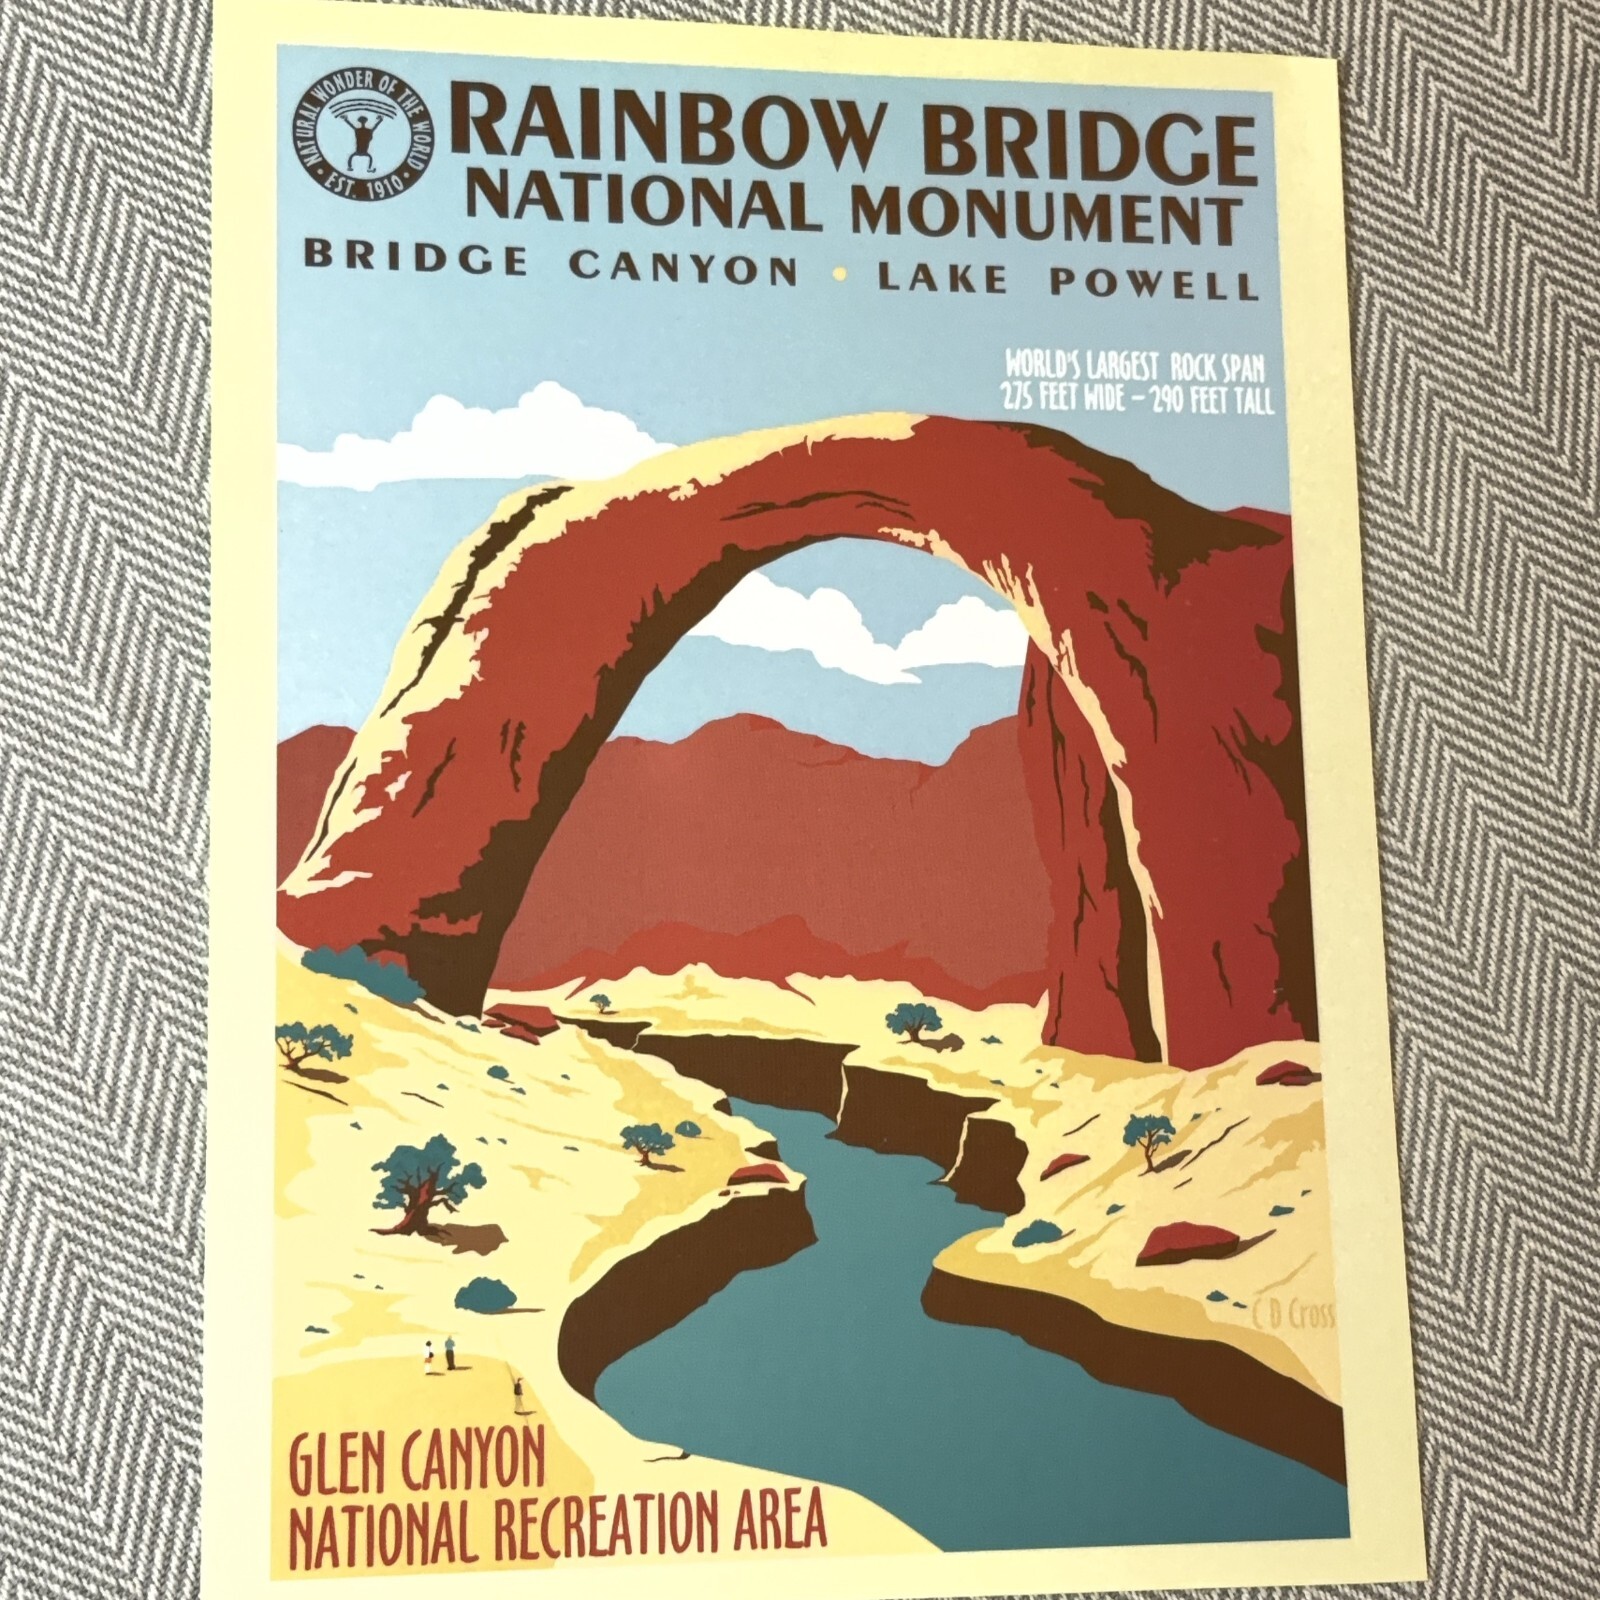 NATURAL WONDER OF THE WORLD
• EST. 1910 •
RAINBOW BRIDGE
NATIONAL MONUMENT
BRIDGE CANYON • LAKE POWELL
WORLD'S LARGEST ROCK SPAN
275 FEET WIDE – 290 FEET TALL
C D Cross
GLEN CANYON
NATIONAL RECREATION AREA